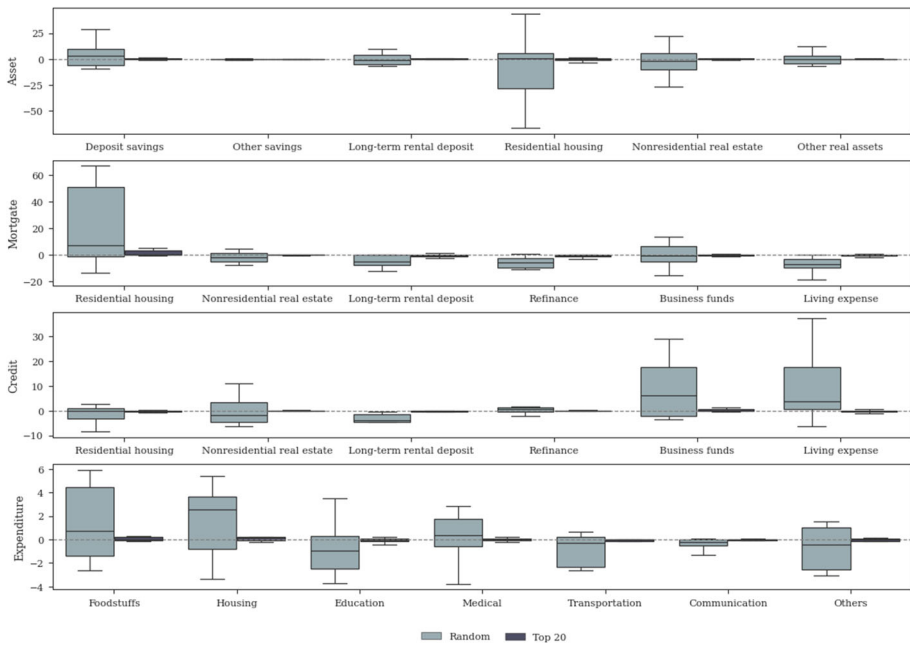 Asset
25
0
−25
−50
Deposit savings Other savings Long-term rental deposit Residential housing Nonresidential real estate Other real assets
Mortgate
60
40
20
0
−20
Residential housing Nonresidential real estate Long-term rental deposit Refinance Business funds Living expense
Credit
30
20
10
0
−10
Residential housing Nonresidential real estate Long-term rental deposit Refinance Business funds Living expense
Expenditure
6
4
2
0
−2
−4
Foodstuffs Housing Education Medical Transportation Communication Others
Random Top 20